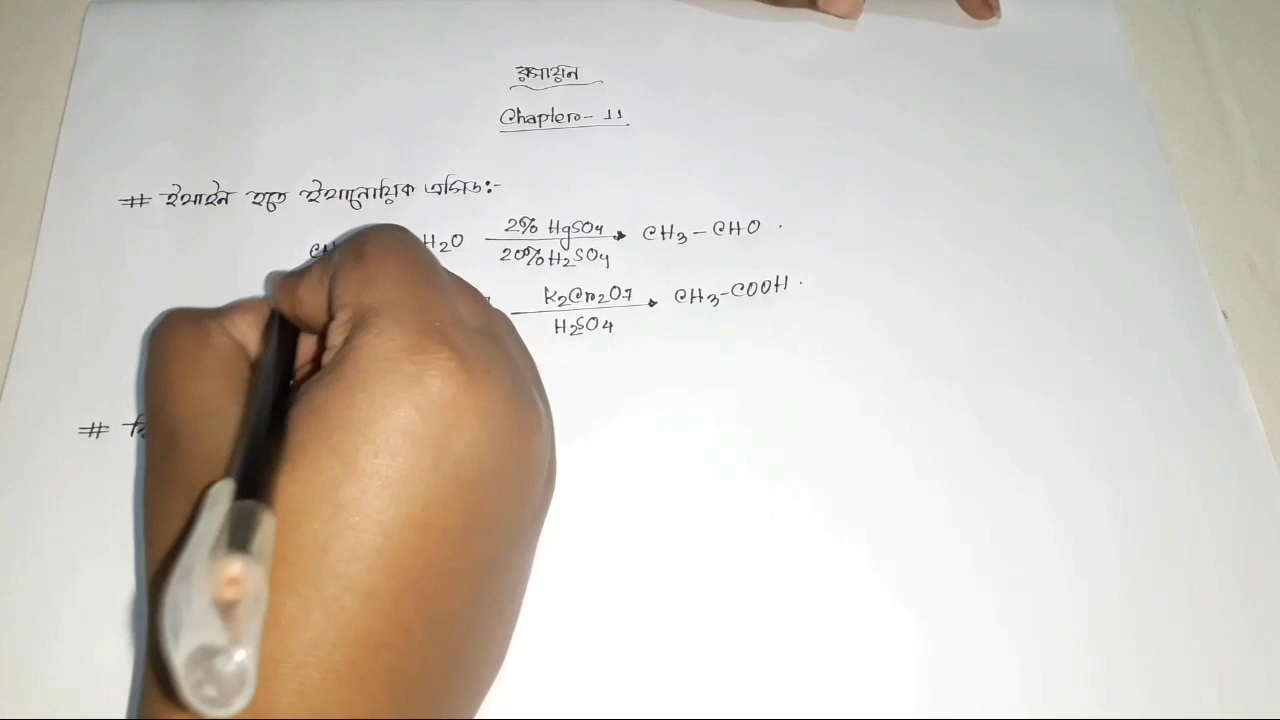 রসায়ন
Chapter- 11
# ইথাইন হতে ইথানোয়িক এসিড:-
H2O 2% HgSO4 20% H2SO4 → CH3 - CHO .
K2Cr2O7 H2SO4 → CH3-COOH .
#